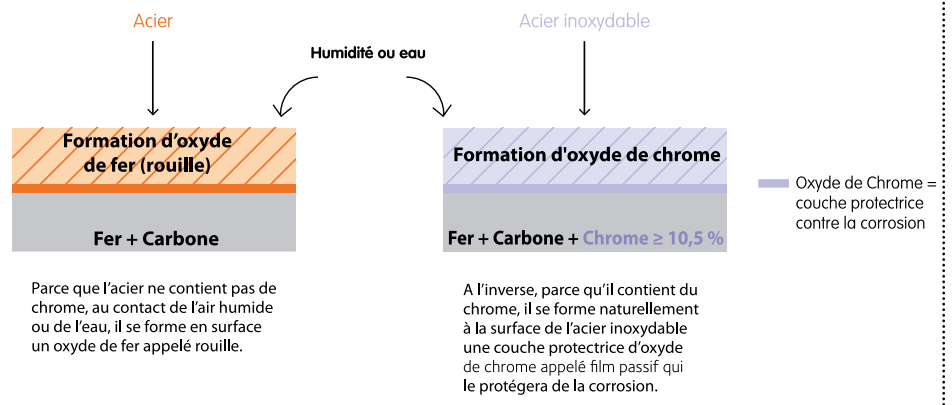 Acier
Acier inoxydable
Humidité ou eau
Formation d'oxyde
de fer (rouille)
Fer + Carbone
Formation d'oxyde de chrome
Fer + Carbone + Chrome ≥ 10,5 %
Oxyde de Chrome =
couche protectrice
contre la corrosion
Parce que l'acier ne contient pas de
chrome, au contact de l'air humide
ou de l'eau, il se forme en surface
un oxyde de fer appelé rouille.
A l'inverse, parce qu'il contient du
chrome, il se forme naturellement
à la surface de l'acier inoxydable
une couche protectrice d'oxyde
de chrome appelé film passif qui
le protégera de la corrosion.